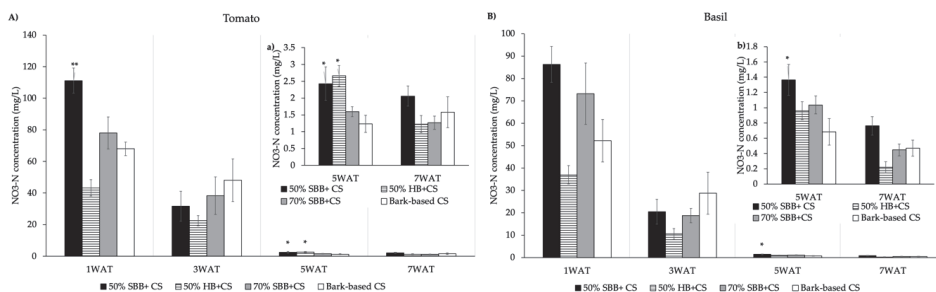 A)
Tomato
NO3-N concentration (mg/L)
140
120
100
80
60
40
20
0
**
* *
1WAT 3WAT 5WAT 7WAT
50% SBB+ CS 50% HB+CS 70% SBB+CS Bark-based CS
a)
NO3-N concentration (mg/L)
3.5
3
2.5
2
1.5
1
0.5
0
* *
5WAT 7WAT
50% SBB+ CS 50% HB+CS
70% SBB+CS Bark-based CS
B)
Basil
NO3-N concentration (mg/L)
100
90
80
70
60
50
40
30
20
10
0
*
1WAT 3WAT 5WAT 7WAT
50% SBB+ CS 50% HB+CS 70% SBB+CS Bark-based CS
b)
NO3-N concentration (mg/L)
1.8
1.6
1.4
1.2
1
0.8
0.6
0.4
0.2
0
*
5WAT 7WAT
50% SBB+ CS 50% HB+CS
70% SBB+CS Bark-based CS